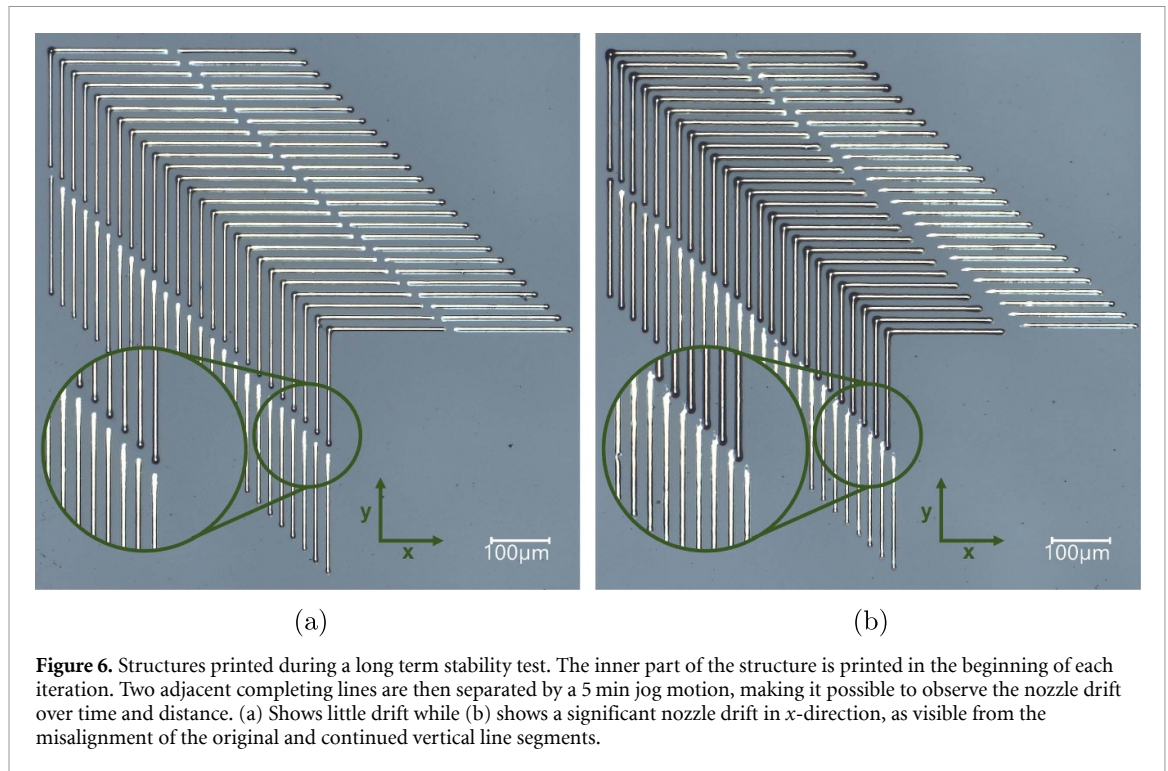 y
x
100µm
y
x
100µm
(a)
(b)
Figure 6. Structures printed during a long term stability test. The inner part of the structure is printed in the beginning of each
iteration. Two adjacent completing lines are then separated by a 5 min jog motion, making it possible to observe the nozzle drift
over time and distance. (a) Shows little drift while (b) shows a significant nozzle drift in x-direction, as visible from the
misalignment of the original and continued vertical line segments.